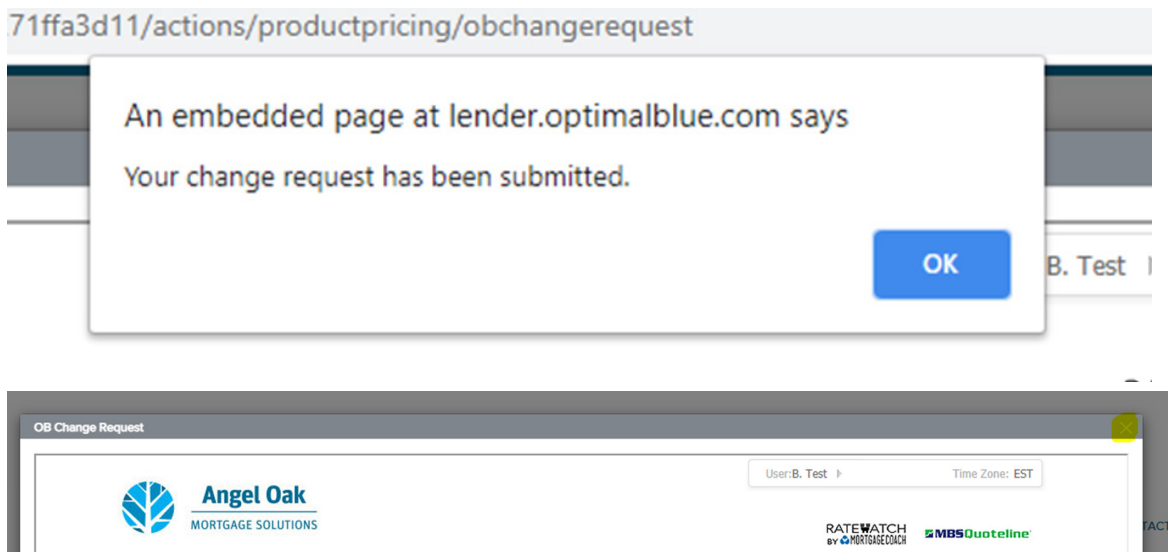 71ffa3d11/actions/productpricing/obchangerequest
An embedded page at lender.optimalblue.com says
Your change request has been submitted.
OK
B. Test
OB Change Request
User:B. Test
Time Zone: EST
Angel Oak
MORTGAGE SOLUTIONS
RATEWATCH
BY MORTGAGECOACH
MBSQuoteline
TACT